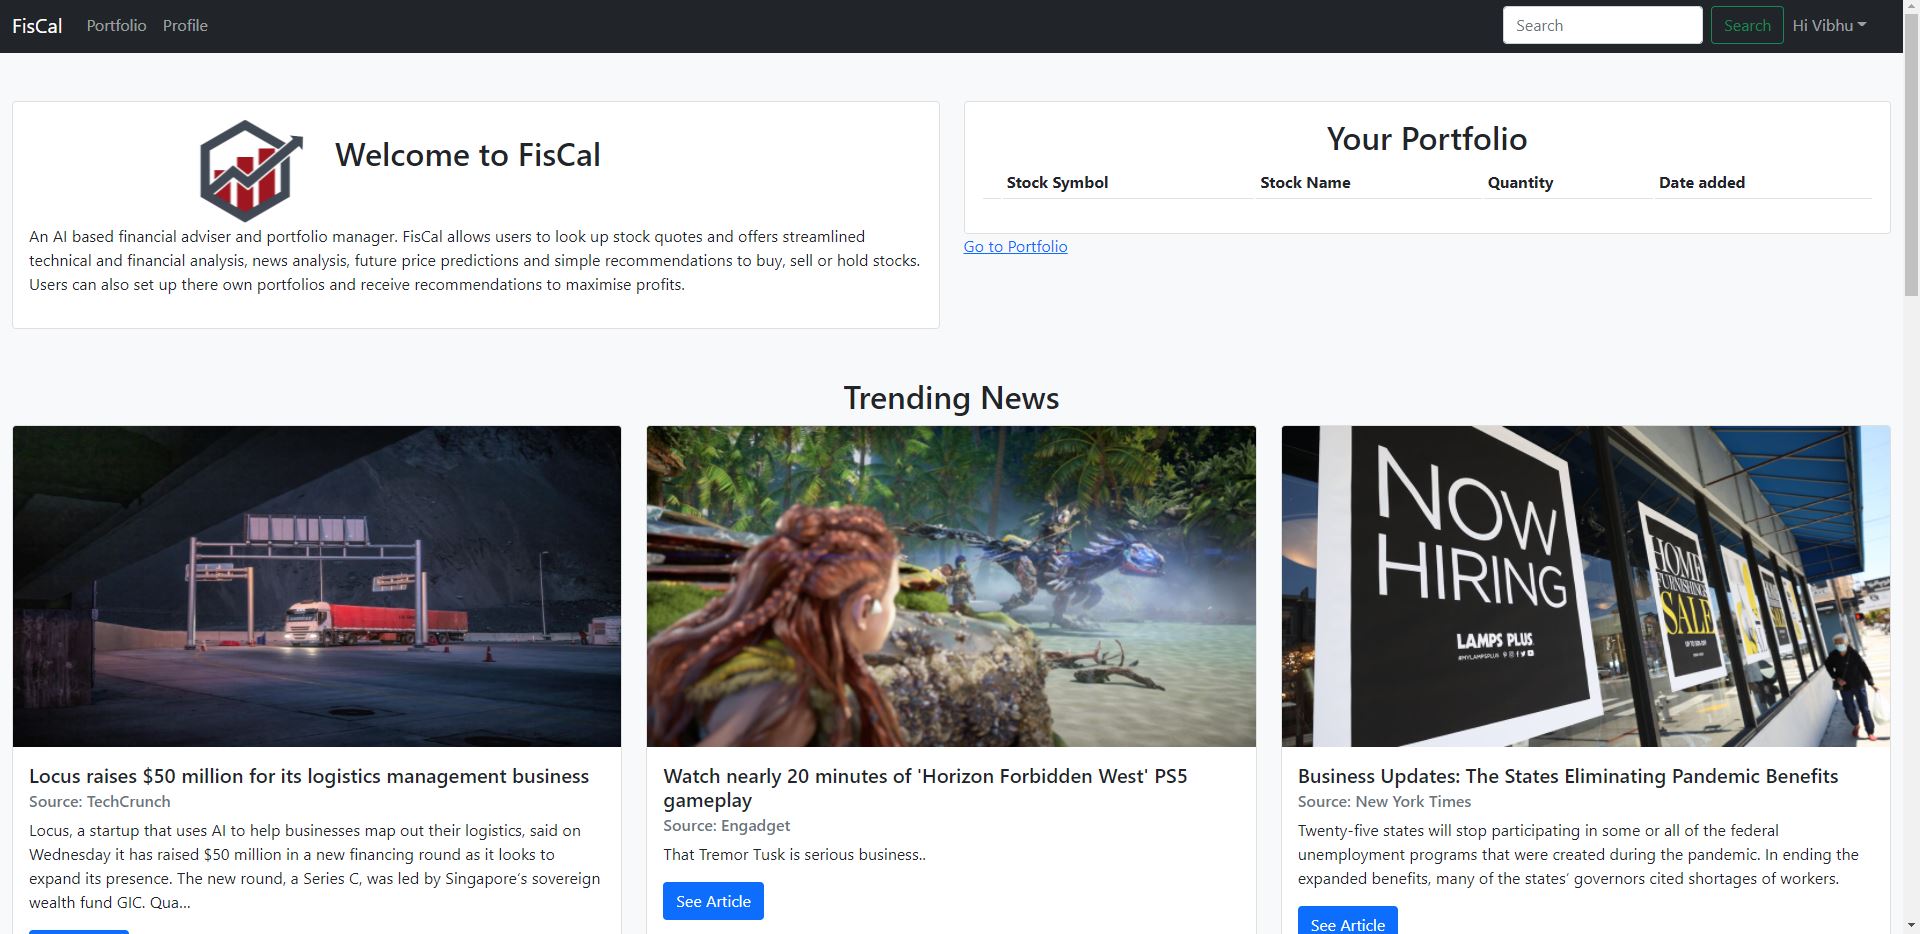 FisCal Portfolio Profile Search Search Hi Vibhu
Welcome to FisCal
An AI based financial adviser and portfolio manager. FisCal allows users to look up stock quotes and offers streamlined
technical and financial analysis, news analysis, future price predictions and simple recommendations to buy, sell or hold stocks.
Users can also set up there own portfolios and receive recommendations to maximise profits.
Your Portfolio
Stock Symbol Stock Name Quantity Date added
Go to Portfolio
Trending News
NOW
HIRING
LAMPS PLUS
#MYLAMPSPLUS
HOME
FURNISHINGS
SALE
Locus raises $50 million for its logistics management business
Source: TechCrunch
Locus, a startup that uses AI to help businesses map out their logistics, said on
Wednesday it has raised $50 million in a new financing round as it looks to
expand its presence. The new round, a Series C, was led by Singapore's sovereign
wealth fund GIC. Qua...
Watch nearly 20 minutes of 'Horizon Forbidden West' PS5
gameplay
Source: Engadget
That Tremor Tusk is serious business..
See Article
Business Updates: The States Eliminating Pandemic Benefits
Source: New York Times
Twenty-five states will stop participating in some or all of the federal
unemployment programs that were created during the pandemic. In ending the
expanded benefits, many of the states' governors cited shortages of workers.
See Article